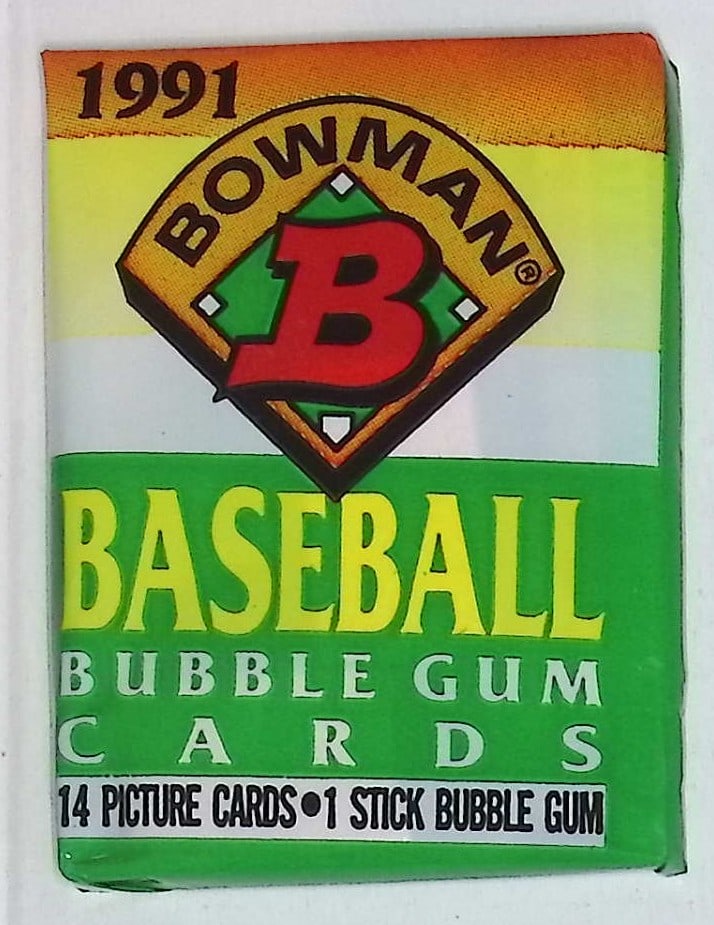 1991
BOWMAN®
B
BASEBALL
BUBBLE GUM
CARDS
14 PICTURE CARDS●1 STICK BUBBLE GUM